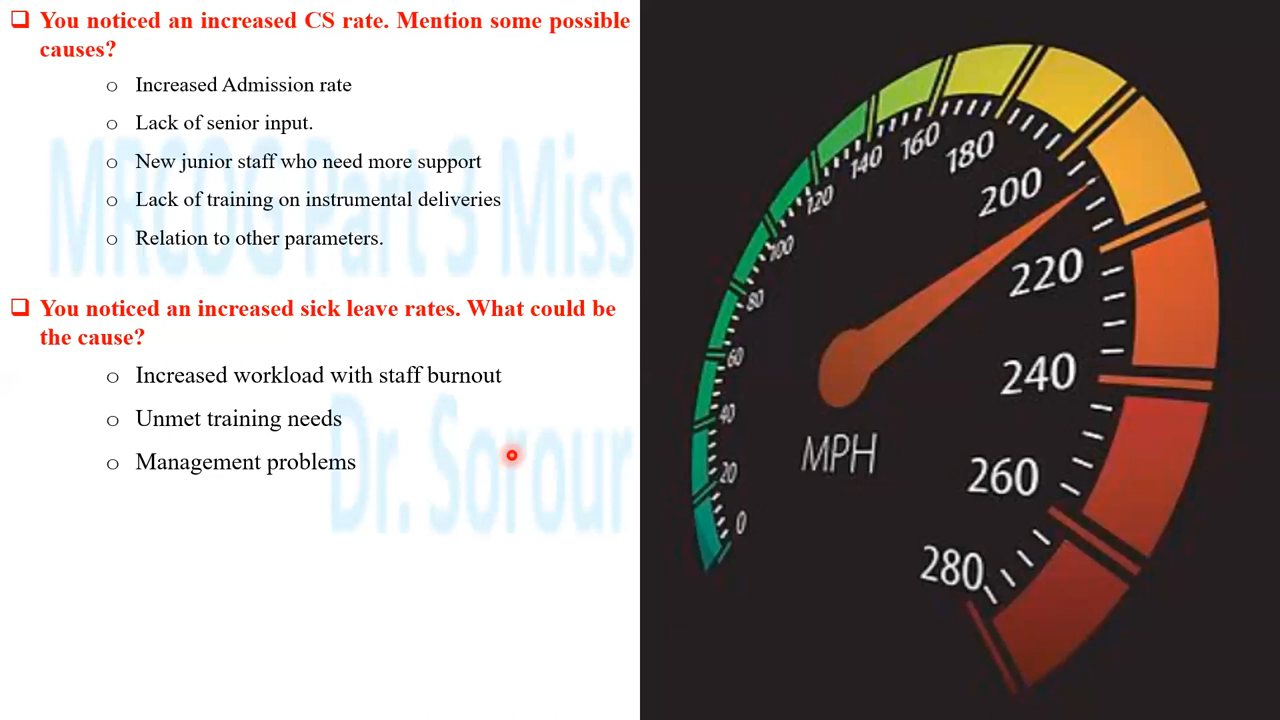 You noticed an increased CS rate. Mention some possible
causes?
o Increased Admission rate
o Lack of senior input.
o New junior staff who need more support
o Lack of training on instrumental deliveries
o Relation to other parameters.
You noticed an increased sick leave rates. What could be
the cause?
o Increased workload with staff burnout
o Unmet training needs
o Management problems
MRCOG Part 3 Miss
Dr. Sorour
0
20
40
60
80
100
120
140
160
180
200
220
240
260
280
MPH